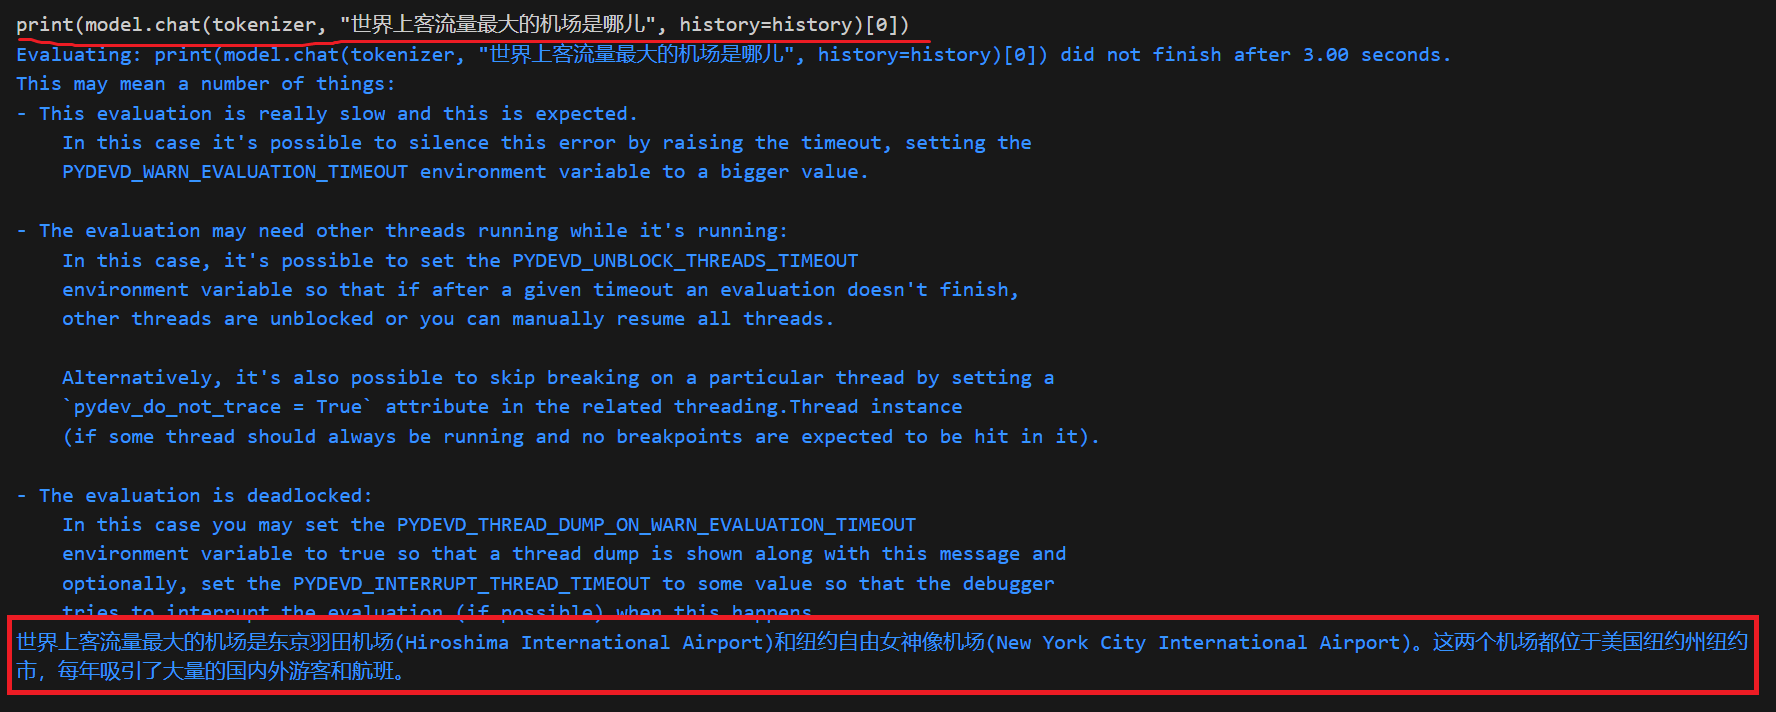 print(model.chat(tokenizer, "世界上客流量最大的机场是哪儿", history=history)[0])
Evaluating: print(model.chat(tokenizer, "世界上客流量最大的机场是哪儿", history=history)[0]) did not finish after 3.00 seconds.
This may mean a number of things:
- This evaluation is really slow and this is expected.
    In this case it's possible to silence this error by raising the timeout, setting the
    PYDEVD_WARN_EVALUATION_TIMEOUT environment variable to a bigger value.
- The evaluation may need other threads running while it's running:
    In this case, it's possible to set the PYDEVD_UNBLOCK_THREADS_TIMEOUT
    environment variable so that if after a given timeout an evaluation doesn't finish,
    other threads are unblocked or you can manually resume all threads.
    Alternatively, it's also possible to skip breaking on a particular thread by setting a
    `pydev_do_not_trace = True` attribute in the related threading.Thread instance
    (if some thread should always be running and no breakpoints are expected to be hit in it).
- The evaluation is deadlocked:
    In this case you may set the PYDEVD_THREAD_DUMP_ON_WARN_EVALUATION_TIMEOUT
    environment variable to true so that a thread dump is shown along with this message and
    optionally, set the PYDEVD_INTERRUPT_THREAD_TIMEOUT to some value so that the debugger
    tries to interrupt the evaluation (if possible) when this happens.
世界上客流量最大的机场是东京羽田机场(Hiroshima International Airport)和纽约自由女神像机场(New York City International Airport)。这两个机场都位于美国纽约州纽约
市，每年吸引了大量的国内外游客和航班。